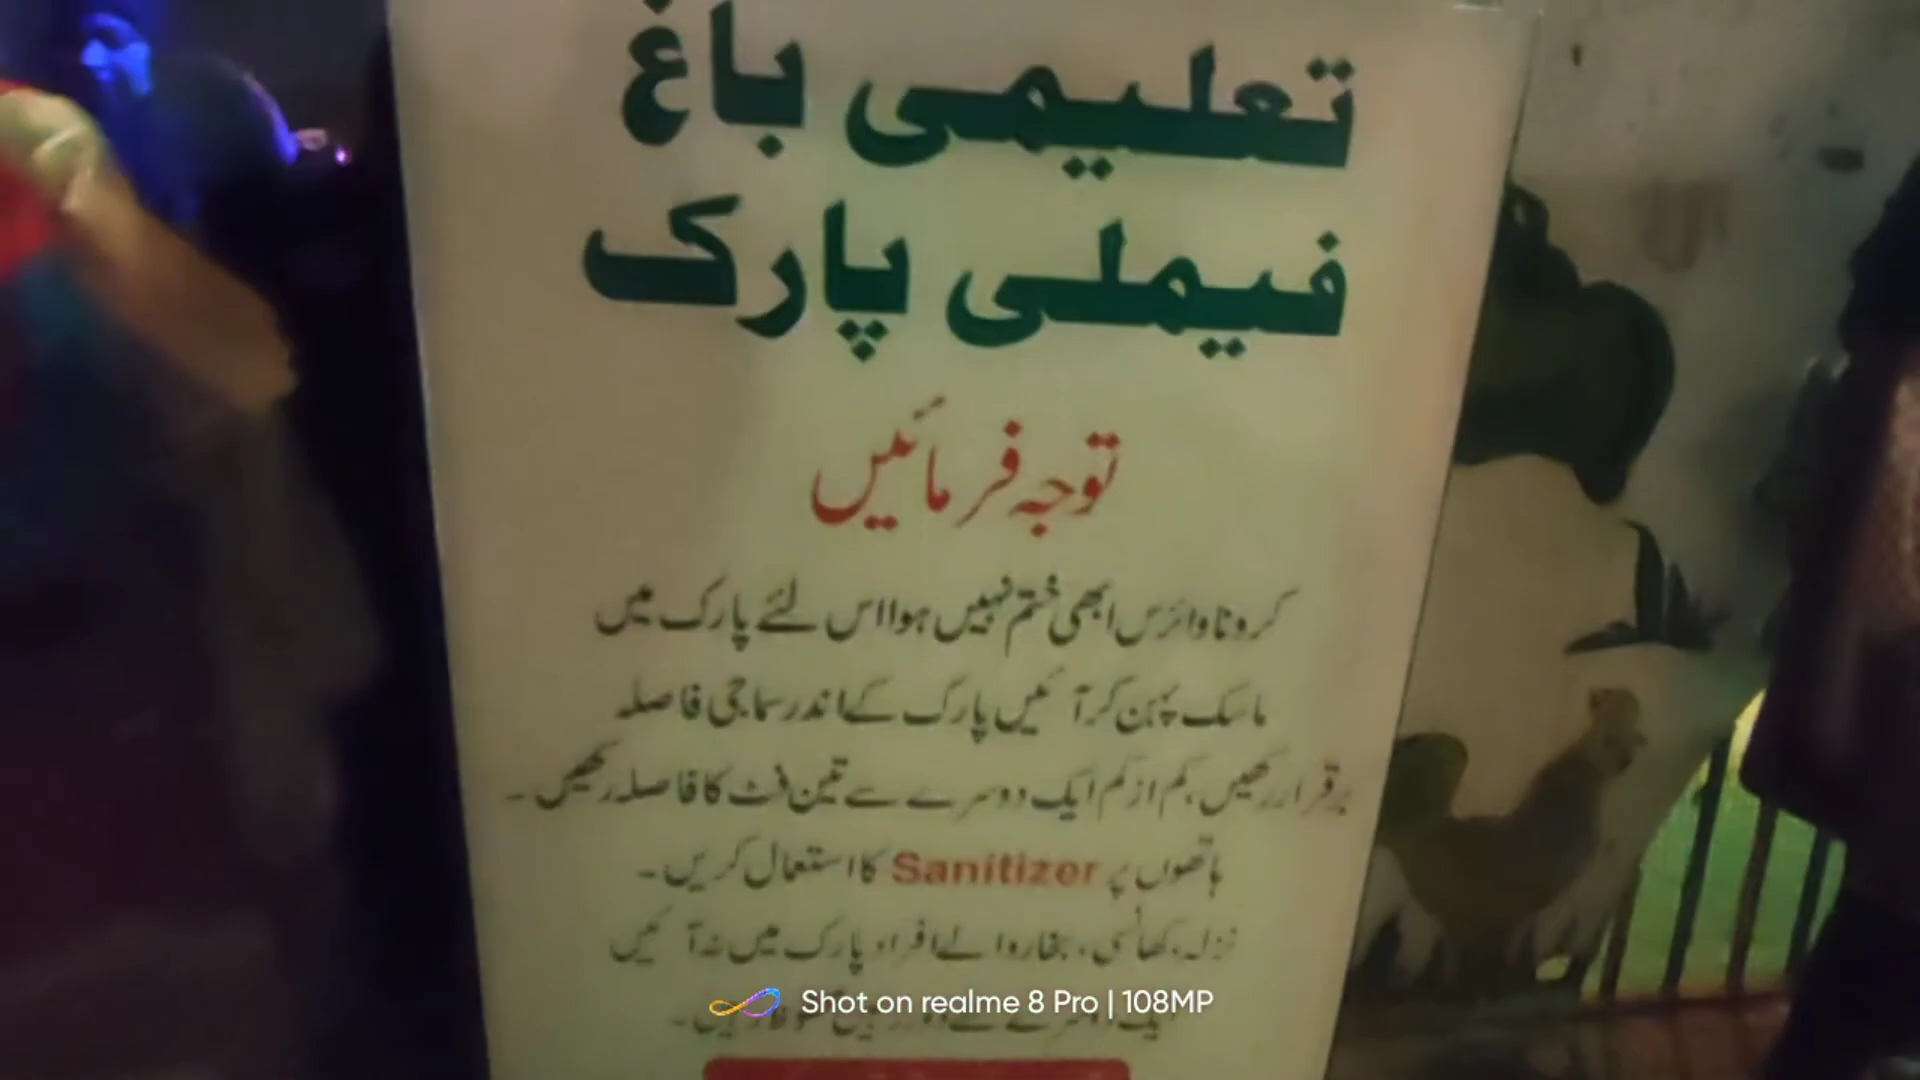 تعلیمی باغ
فیملی پارک
توجہ فرمائیں
کرونا وائرس ابھی ختم نہیں ہوا اس لئے پارک میں
ماسک پہن کر آئیں پارک کے اندر سماجی فاصلہ
برقرار رکھیں، کم از کم ایک دوسرے سے تین فٹ کا فاصلہ رکھیں۔
ہاتھوں پر Sanitizer کا استعمال کریں۔
نزلہ، کھانسی، بخار والے افراد پارک میں نہ آئیں
Shot on realme 8 Pro | 108MP